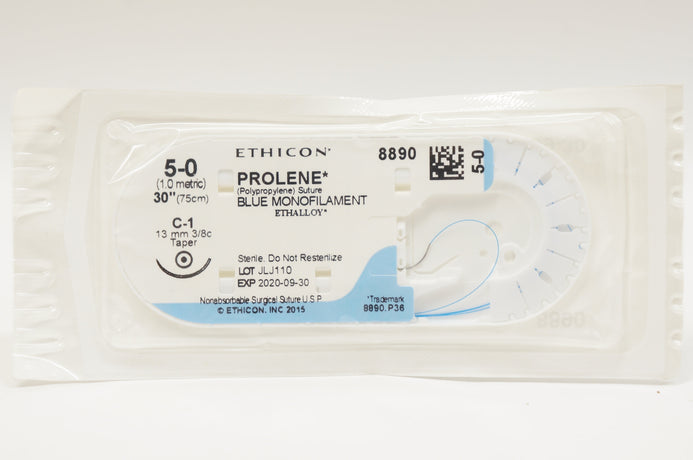 ETHICON*
8890
5-0
5-0
(1.0 metric)
30" (75cm)
PROLENE*
(Polypropylene) Suture
BLUE MONOFILAMENT
ETHALLOY*
C-1
13 mm 3/8c
Taper
Sterile. Do Not Resterilize
LOT JLJ110
EXP 2020-09-30
Nonabsorbable Surgical Suture U.S.P.
© ETHICON, INC 2015
*Trademark
8890.P36